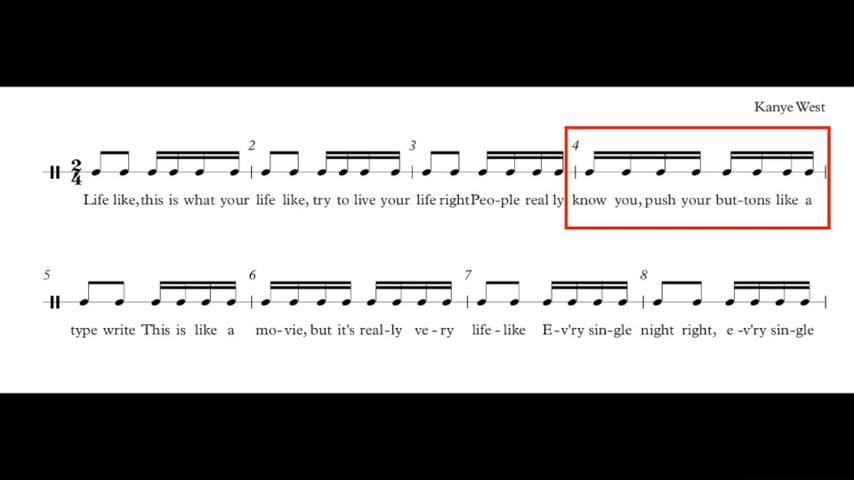 Kanye West
2 3 4
2
4
Life like, this is what your life like, try to live your life right Peo-ple real ly know you, push your but-tons like a
5 6 7 8
type write This is like a mo-vie, but it's real-ly ve-ry life-like E-v'ry sin-gle night right, e-v'ry sin-gle